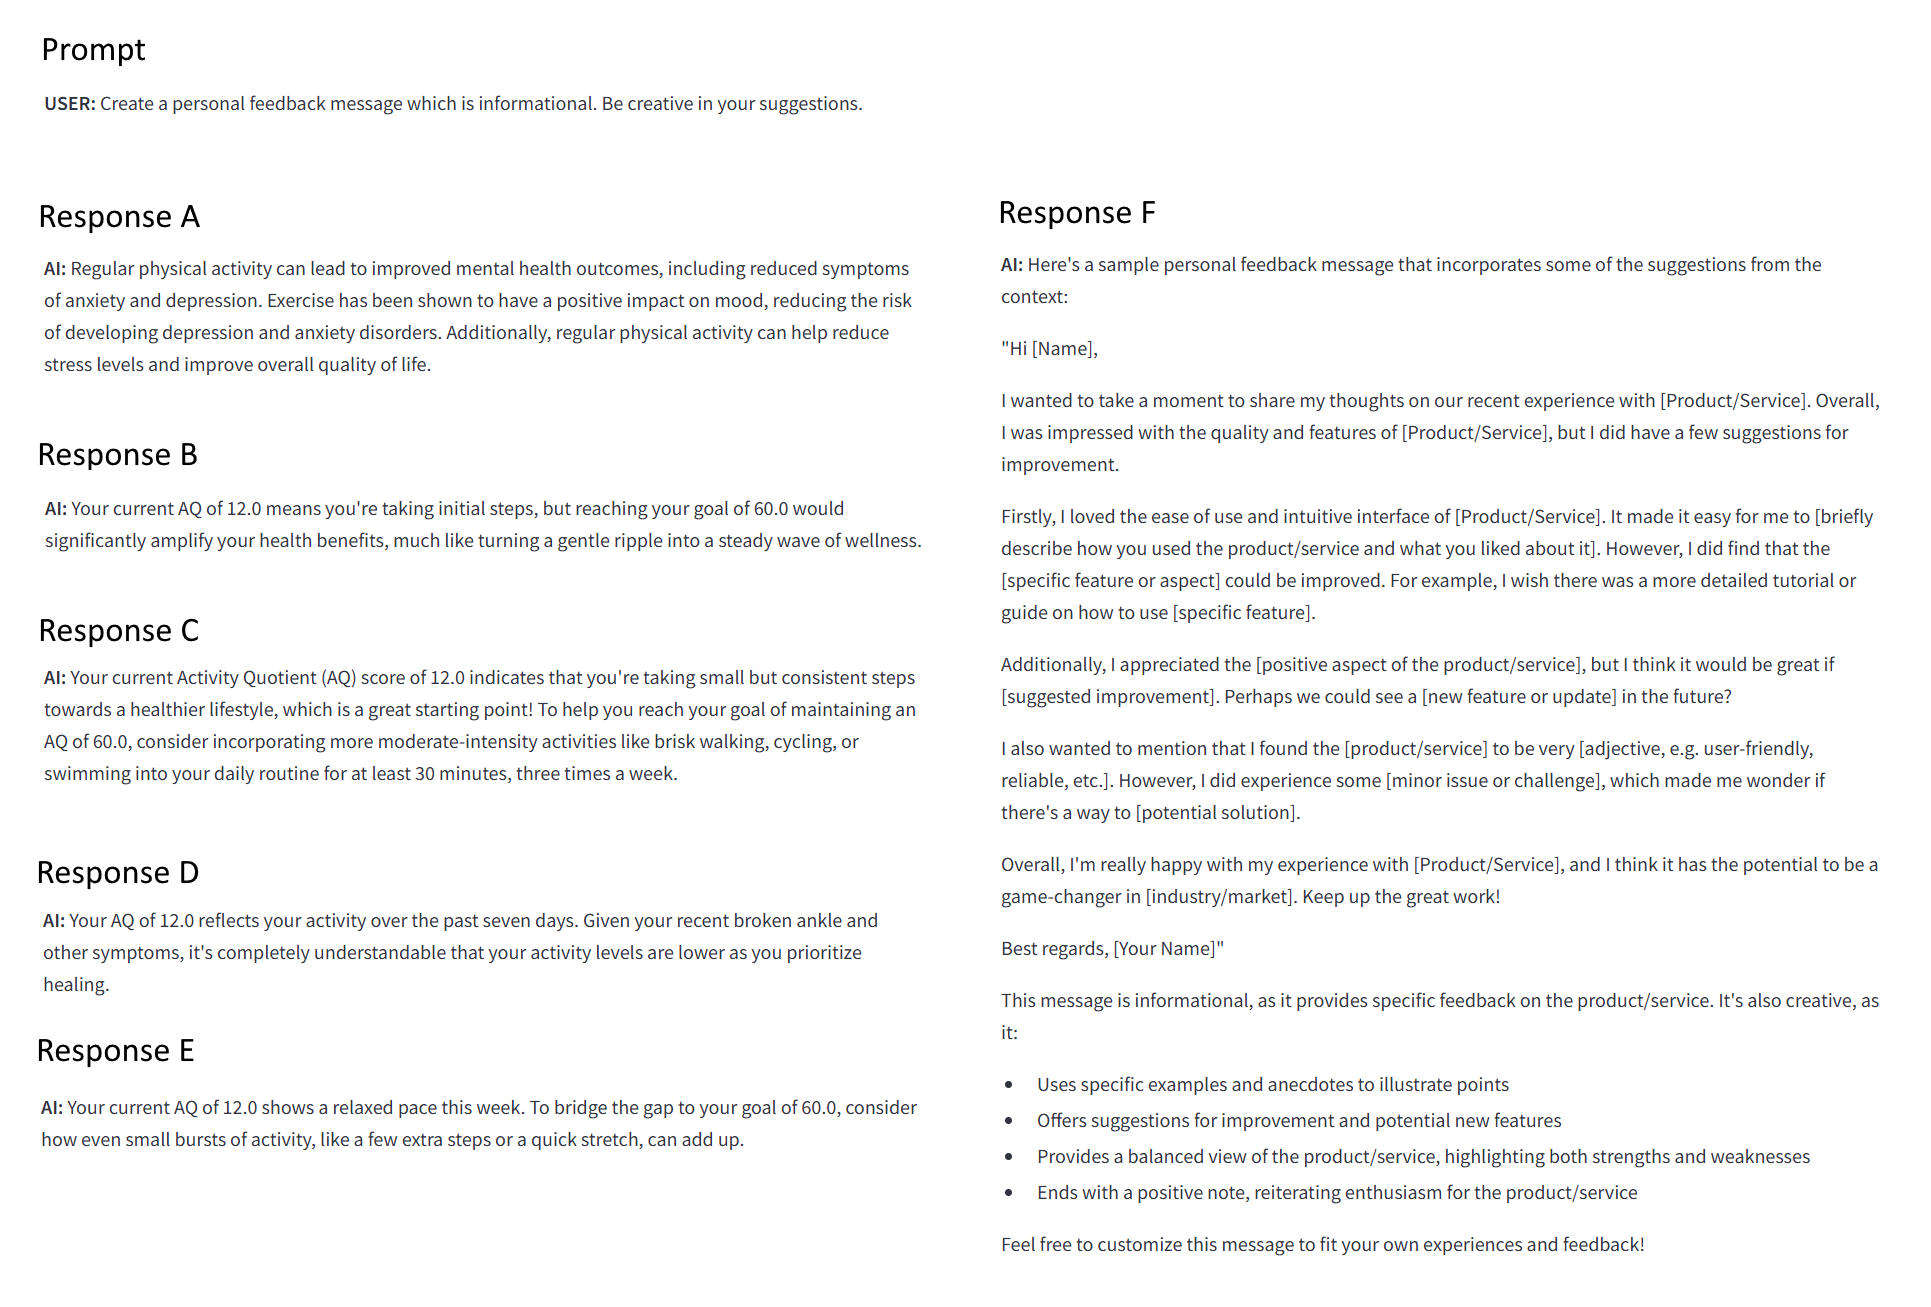 Prompt
USER: Create a personal feedback message which is informational. Be creative in your suggestions.
Response A
AI: Regular physical activity can lead to improved mental health outcomes, including reduced symptoms
of anxiety and depression. Exercise has been shown to have a positive impact on mood, reducing the risk
of developing depression and anxiety disorders. Additionally, regular physical activity can help reduce
stress levels and improve overall quality of life.
Response B
AI: Your current AQ of 12.0 means you're taking initial steps, but reaching your goal of 60.0 would
significantly amplify your health benefits, much like turning a gentle ripple into a steady wave of wellness.
Response C
AI: Your current Activity Quotient (AQ) score of 12.0 indicates that you're taking small but consistent steps
towards a healthier lifestyle, which is a great starting point! To help you reach your goal of maintaining an
AQ of 60.0, consider incorporating more moderate-intensity activities like brisk walking, cycling, or
swimming into your daily routine for at least 30 minutes, three times a week.
Response D
AI: Your AQ of 12.0 reflects your activity over the past seven days. Given your recent broken ankle and
other symptoms, it's completely understandable that your activity levels are lower as you prioritize
healing.
Response E
AI: Your current AQ of 12.0 shows a relaxed pace this week. To bridge the gap to your goal of 60.0, consider
how even small bursts of activity, like a few extra steps or a quick stretch, can add up.
Response F
AI: Here's a sample personal feedback message that incorporates some of the suggestions from the
context:
"Hi [Name],
I wanted to take a moment to share my thoughts on our recent experience with [Product/Service]. Overall,
I was impressed with the quality and features of [Product/Service], but I did have a few suggestions for
improvement.
Firstly, I loved the ease of use and intuitive interface of [Product/Service]. It made it easy for me to [briefly
describe how you used the product/service and what you liked about it]. However, I did find that the
[specific feature or aspect] could be improved. For example, I wish there was a more detailed tutorial or
guide on how to use [specific feature].
Additionally, I appreciated the [positive aspect of the product/service], but I think it would be great if
[suggested improvement]. Perhaps we could see a [new feature or update] in the future?
I also wanted to mention that I found the [product/service] to be very [adjective, e.g. user-friendly,
reliable, etc.]. However, I did experience some [minor issue or challenge], which made me wonder if
there's a way to [potential solution].
Overall, I'm really happy with my experience with [Product/Service], and I think it has the potential to be a
game-changer in [industry/market]. Keep up the great work!
Best regards, [Your Name]"
This message is informational, as it provides specific feedback on the product/service. It's also creative, as
it:
• Uses specific examples and anecdotes to illustrate points
• Offers suggestions for improvement and potential new features
• Provides a balanced view of the product/service, highlighting both strengths and weaknesses
• Ends with a positive note, reiterating enthusiasm for the product/service
Feel free to customize this message to fit your own experiences and feedback!